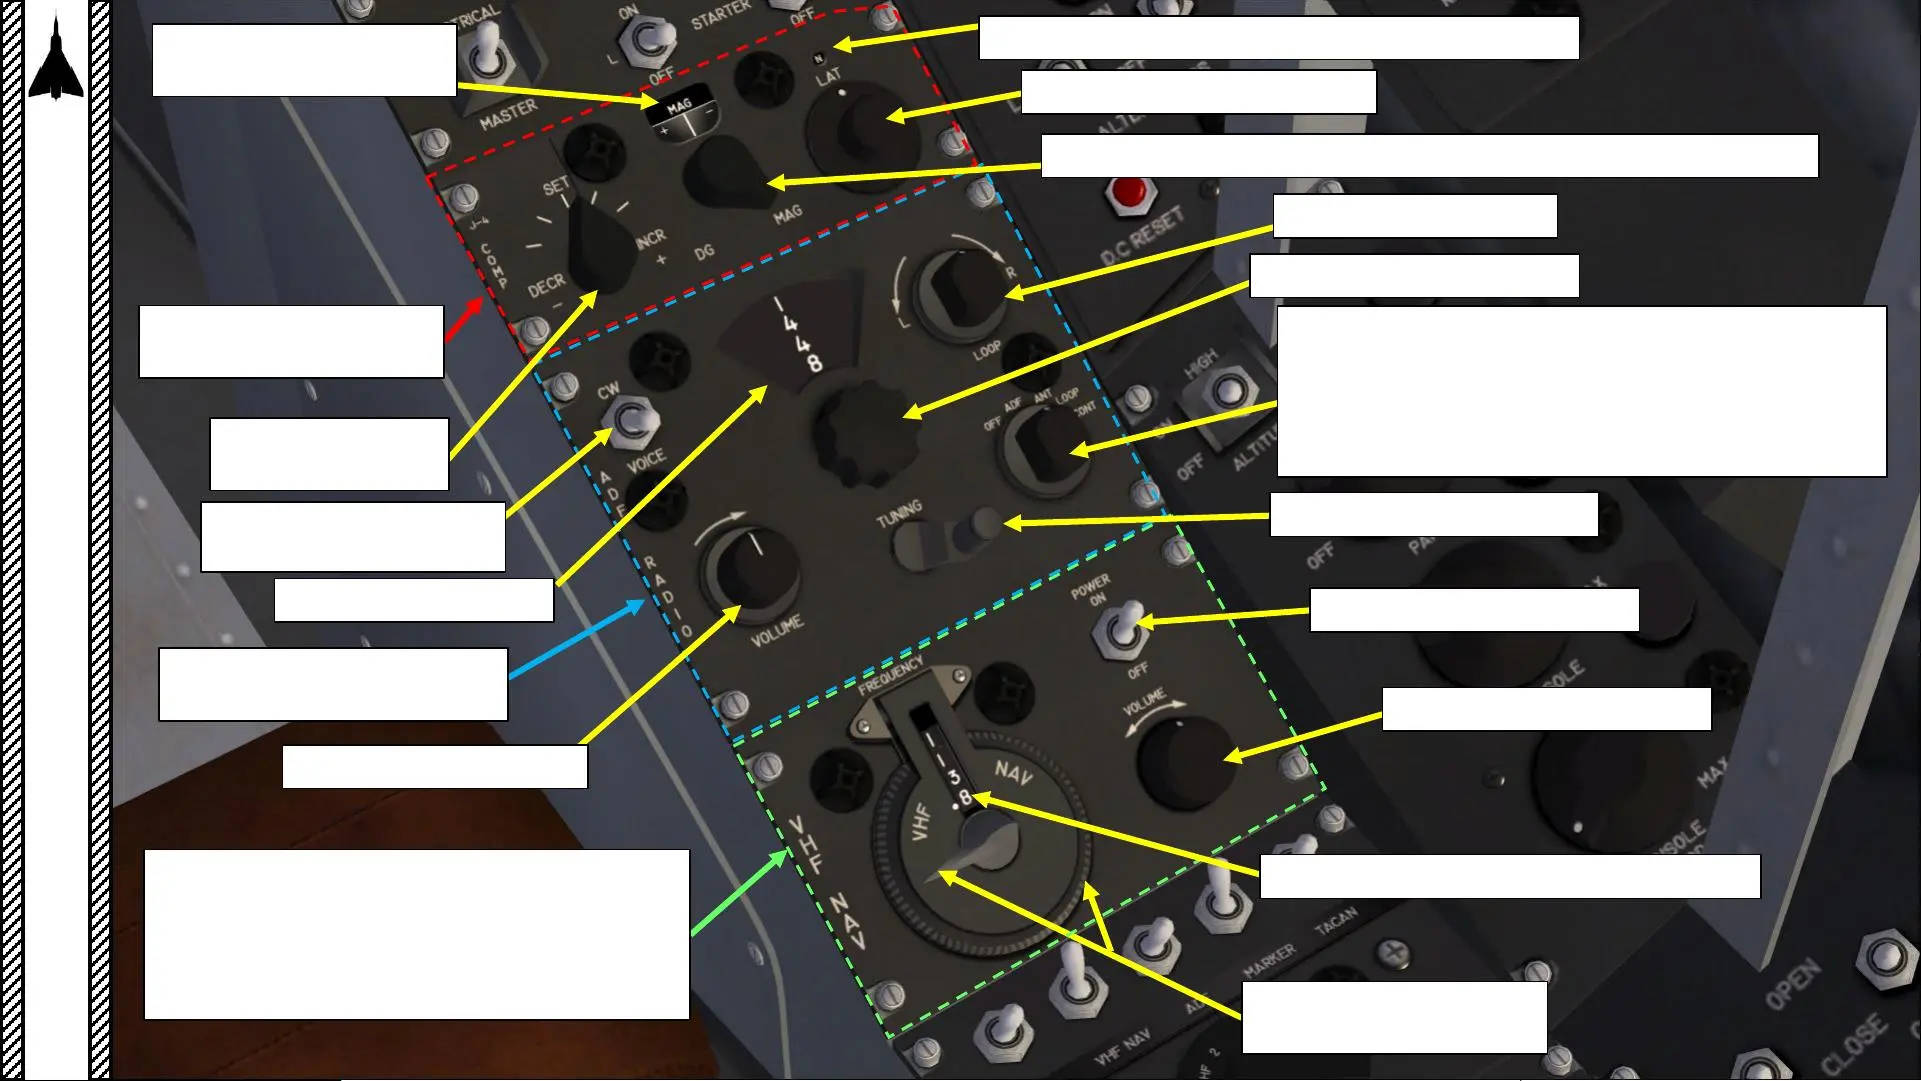 ON
STARTER
OFF
L
OFF
MASTER
N
LAT
MAG
+ -
SET
J-4
COMP
INCR
+
DECR
-
DG
MAG
D.C RESET
R
L
LOOP
1448
CW
VOICE
ADF
RADIO
OFF
ADF
ANT
LOOP
CONT
HIGH
OFF
TUNING
VOLUME
OFF
POWER
ON
OFF
FREQUENCY
VOLUME
113.8
NAV
VHF
VHF NAV
MAX
OPEN
CLOSE
TACAN
MARKER
VHF NAV